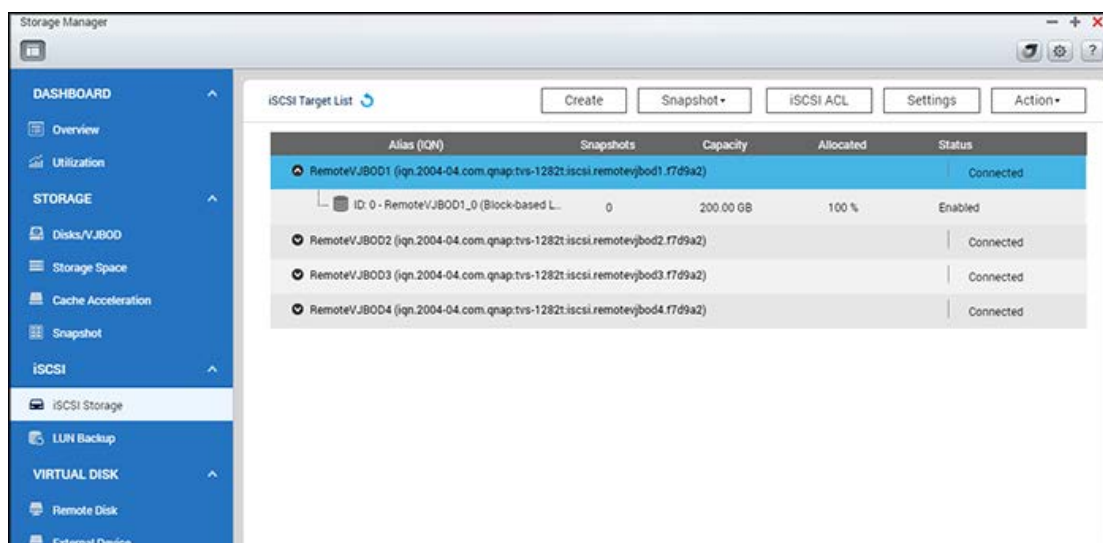 Storage Manager
DASHBOARD
Overview
Utilization
STORAGE
Disks/VJBOD
Storage Space
Cache Acceleration
Snapshot
iSCSI
iSCSI Storage
LUN Backup
VIRTUAL DISK
Remote Disk
External Device
iSCSI Target List Create Snapshot iSCSI ACL Settings Action
Alias (IQN) Snapshots Capacity Allocated Status
RemoteVJBOD1 (iqn.2004-04.com.qnap:tvs-1282t:iscsi.remotevjbod1.f7d9a2) Connected
ID: 0 - RemoteVJBOD1_0 (Block-based L... 0 200.00 GB 100 % Enabled
RemoteVJBOD2 (iqn.2004-04.com.qnap:tvs-1282t:iscsi.remotevjbod2.f7d9a2) Connected
RemoteVJBOD3 (iqn.2004-04.com.qnap:tvs-1282t:iscsi.remotevjbod3.f7d9a2) Connected
RemoteVJBOD4 (iqn.2004-04.com.qnap:tvs-1282t:iscsi.remotevjbod4.f7d9a2) Connected